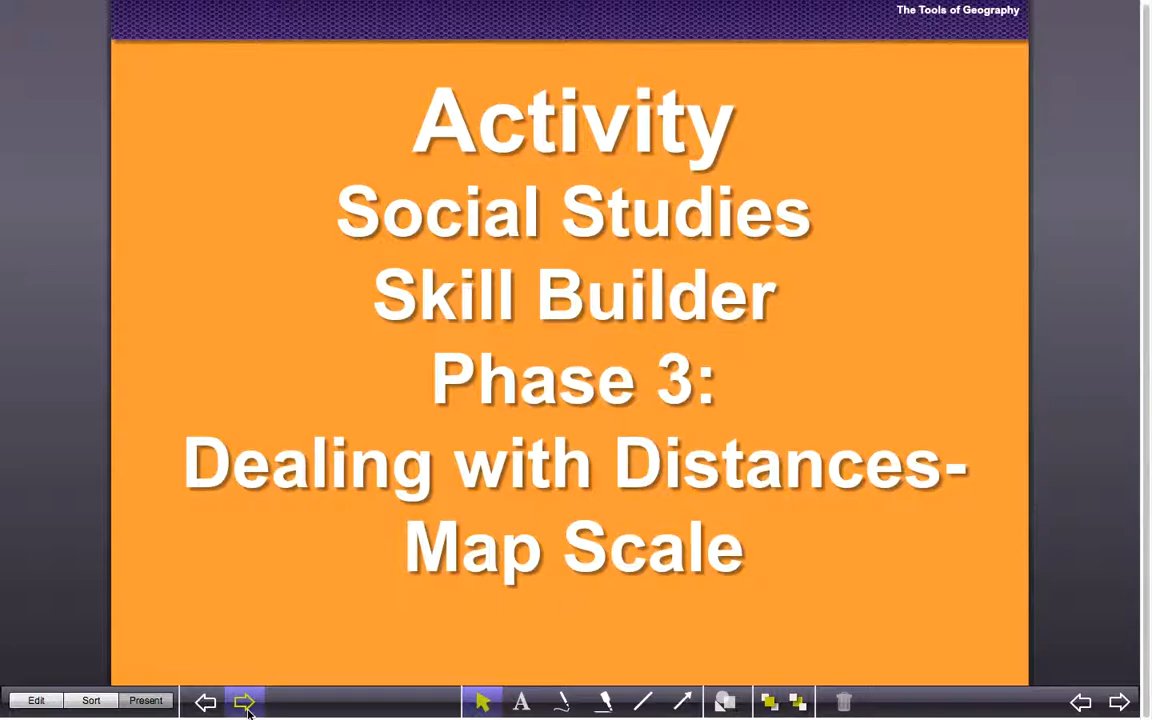 The Tools of Geography
Activity
Social Studies
Skill Builder
Phase 3:
Dealing with Distances-
Map Scale
Edit Sort Present A